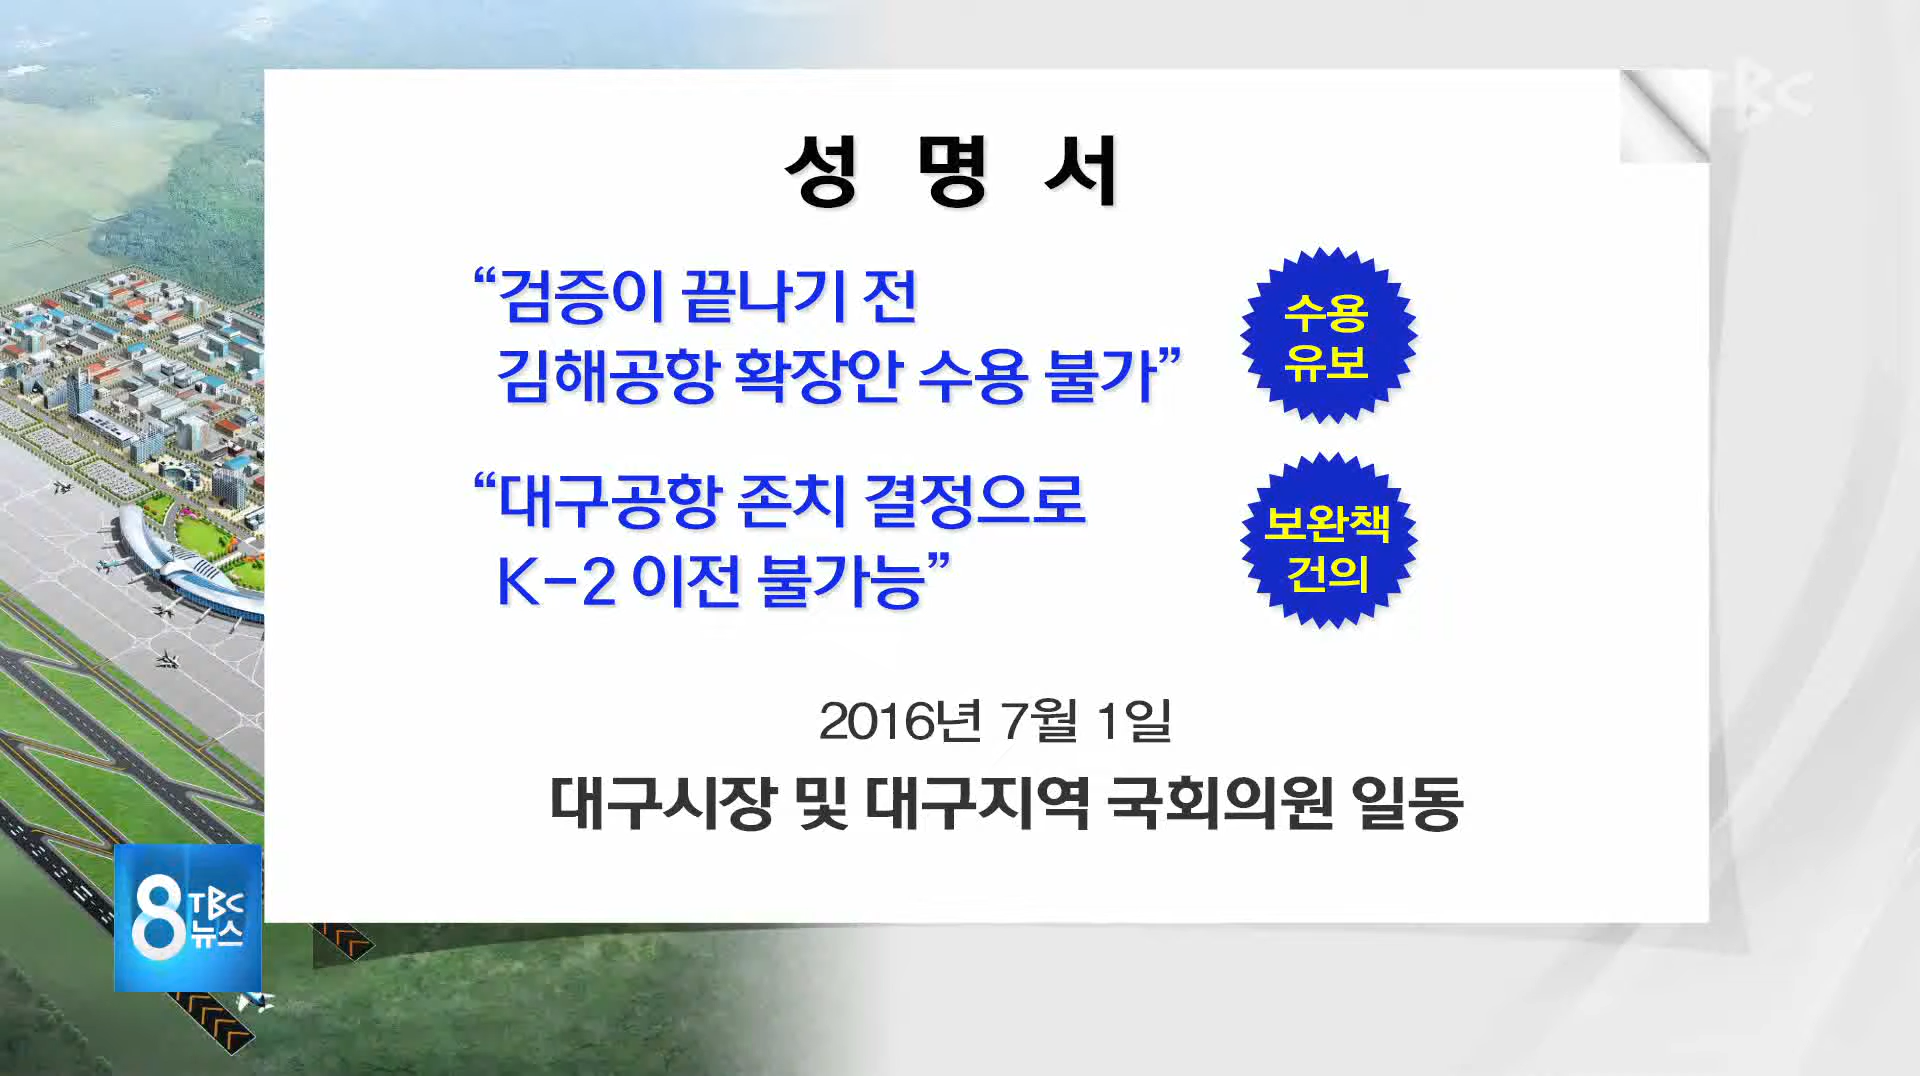 TBC
성 명 서
“검증이 끝나기 전
김해공항 확장안 수용 불가”
수용
유보
“대구공항 존치 결정으로
K-2 이전 불가능”
보완책
건의
2016년 7월 1일
대구시장 및 대구지역 국회의원 일동
8 TBC
뉴스